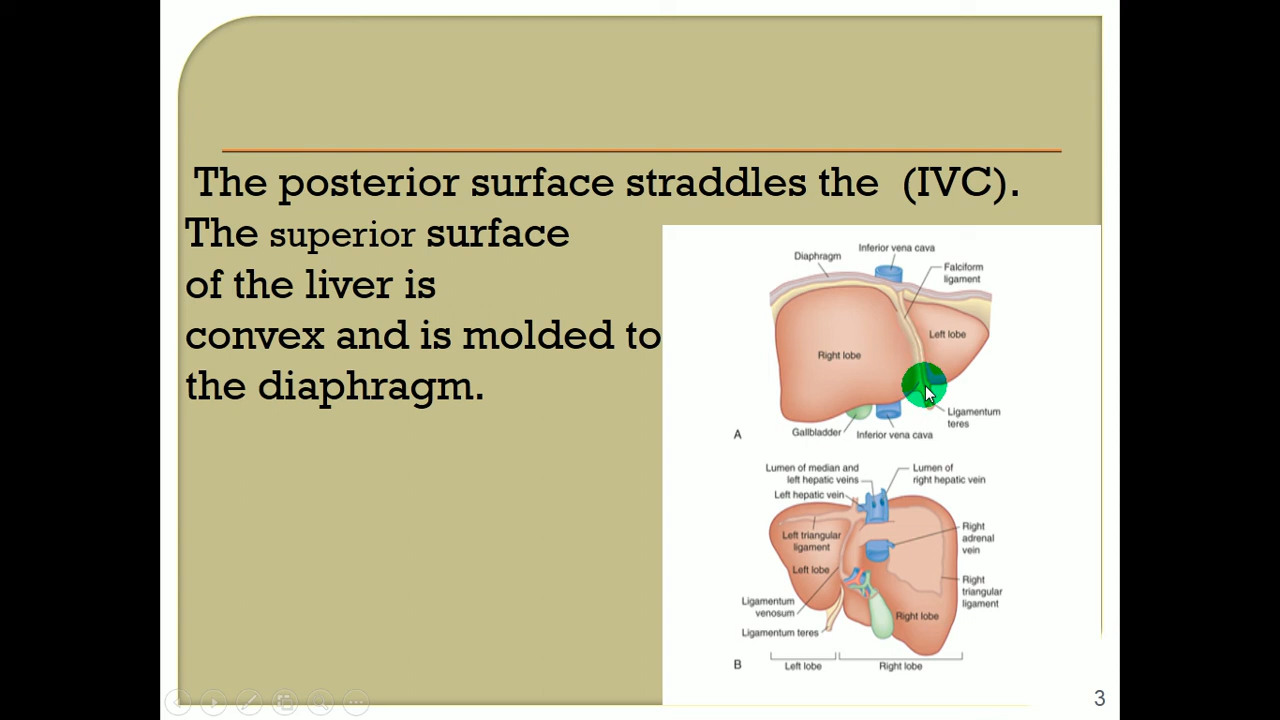 The posterior surface straddles the (IVC).
The superior surface
of the liver is
convex and is molded to
the diaphragm.
Inferior vena cava
Diaphragm
Falciform
ligament
Left lobe
Right lobe
Ligamentum
teres
Gallbladder
Inferior vena cava
A
Lumen of median and
left hepatic veins
Lumen of
right hepatic vein
Left hepatic vein
Left triangular
ligament
Right
adrenal
vein
Left lobe
Right
triangular
ligament
Ligamentum
venosum
Right lobe
Ligamentum teres
B
Left lobe
Right lobe
3